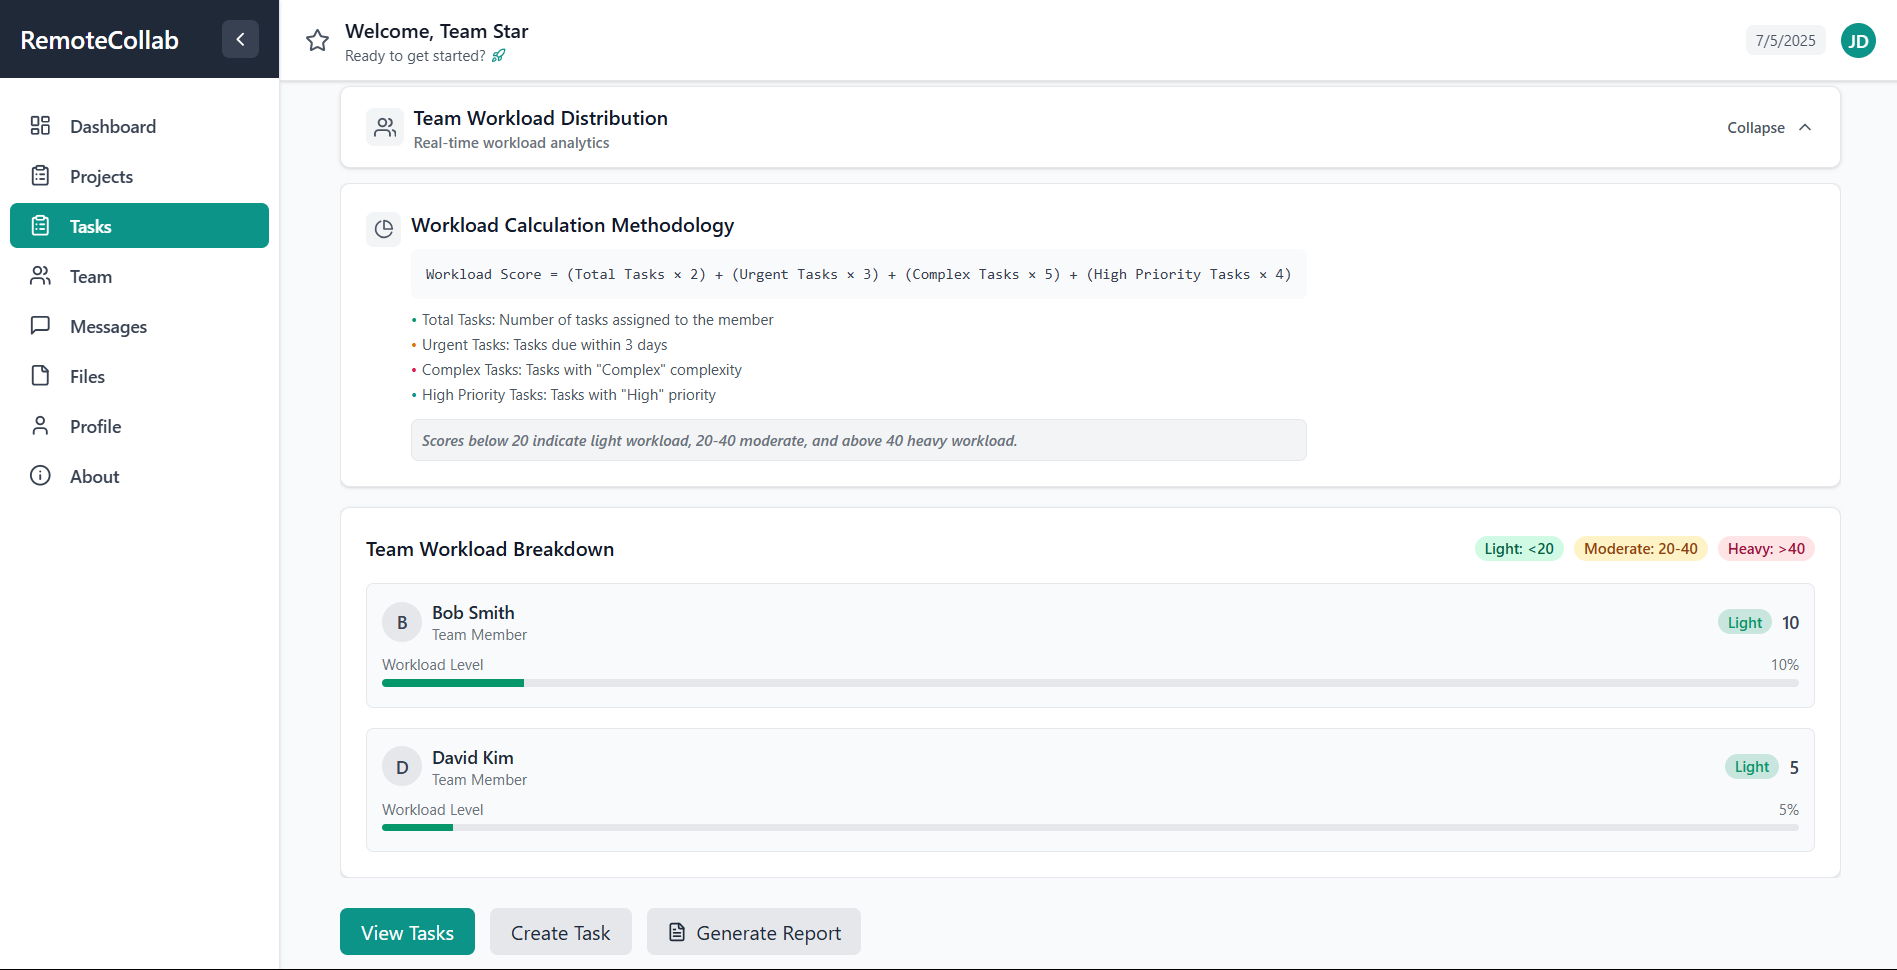 RemoteCollab
Dashboard
Projects
Tasks
Team
Messages
Files
Profile
About
Welcome, Team Star
Ready to get started?
7/5/2025
JD
Team Workload Distribution
Real-time workload analytics
Collapse
Workload Calculation Methodology
Workload Score = (Total Tasks × 2) + (Urgent Tasks × 3) + (Complex Tasks × 5) + (High Priority Tasks × 4)
• Total Tasks: Number of tasks assigned to the member
• Urgent Tasks: Tasks due within 3 days
• Complex Tasks: Tasks with "Complex" complexity
• High Priority Tasks: Tasks with "High" priority
Scores below 20 indicate light workload, 20-40 moderate, and above 40 heavy workload.
Team Workload Breakdown
Light: <20
Moderate: 20-40
Heavy: >40
B
Bob Smith
Team Member
Light
10
Workload Level
10%
D
David Kim
Team Member
Light
5
Workload Level
5%
View Tasks
Create Task
Generate Report